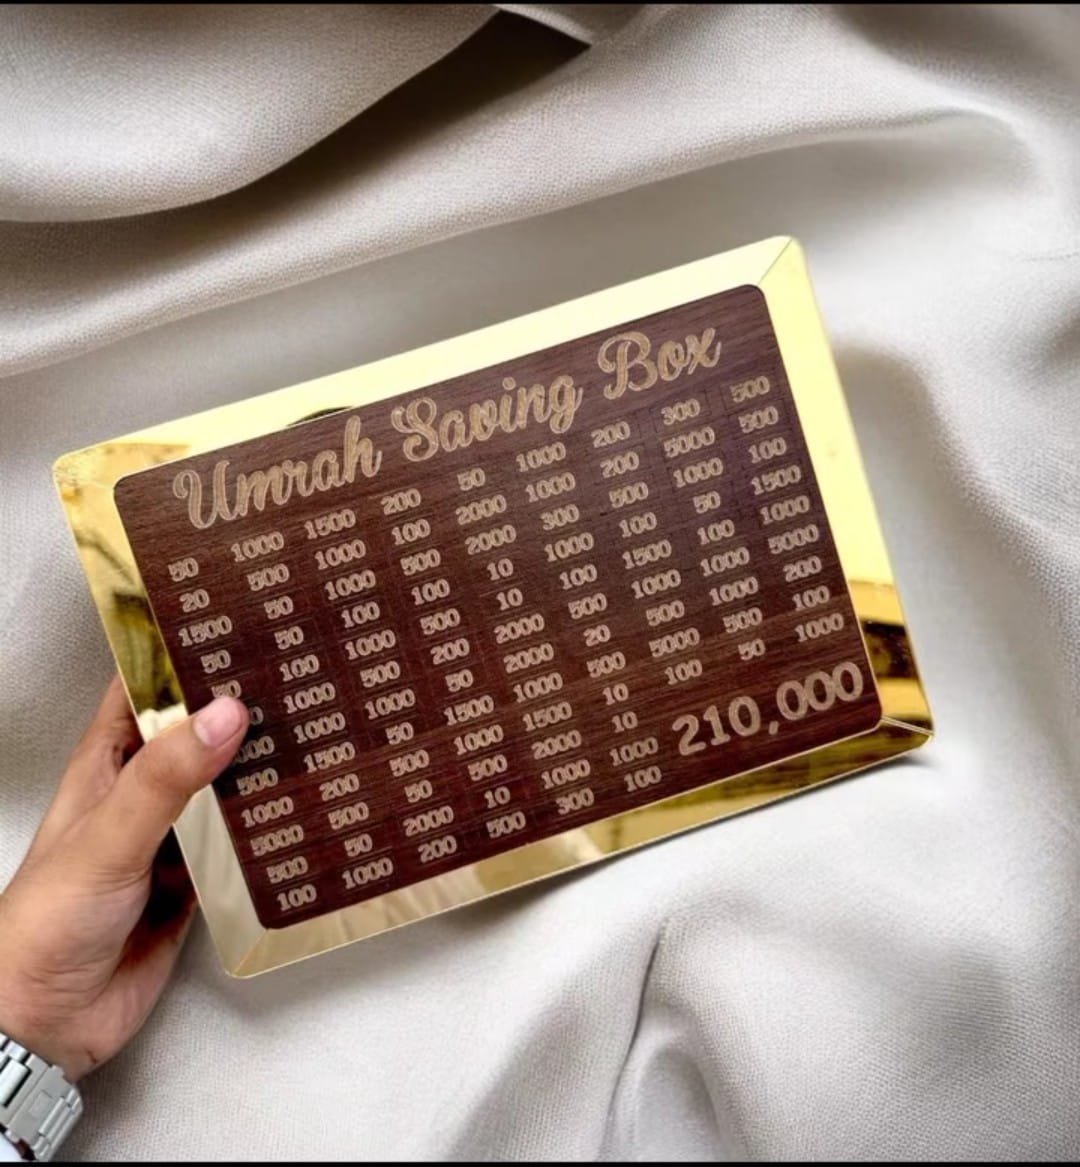 Umrah Saving Box
50 1000 1500 200 50 1000 200 300 500
20 500 1000 100 2000 1000 200 5000 500
1500 50 1000 500 2000 300 500 1000 100
50 50 100 100 10 1000 100 50 1500
50 100 1000 500 10 100 1500 100 1000
1000 500 200 2000 500 1000 1000 5000
1000 1000 50 2000 20 500 1000 200
500 1500 50 1500 1000 500 5000 500 100
1000 200 500 1000 1500 10 100 50 1000
5000 500 50 500 2000 10
500 50 2000 10 1000 1000
100 1000 200 500 300 100
210,000